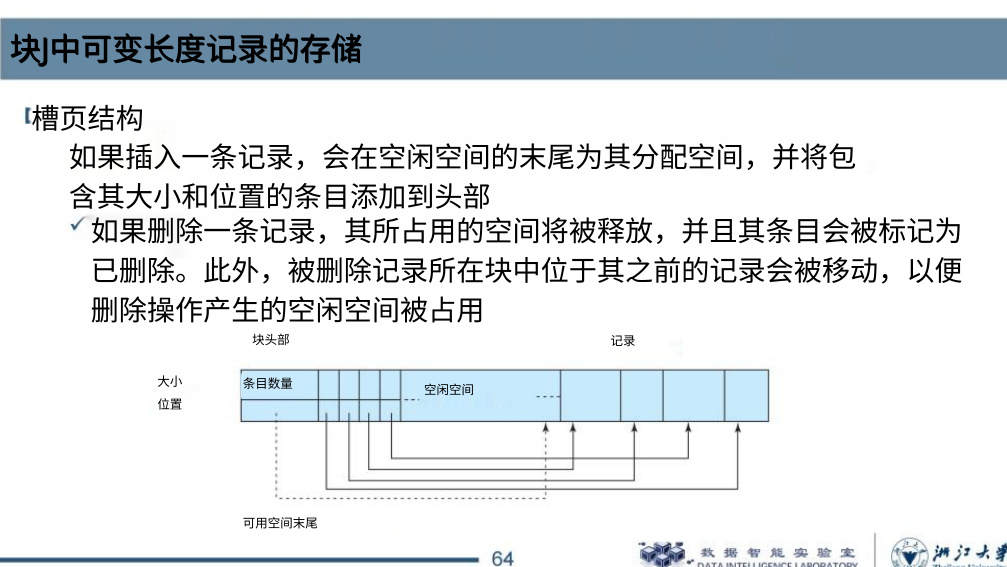 块J中可变长度记录的存储
槽页结构
如果插入一条记录，会在空闲空间的末尾为其分配空间，并将包
含其大小和位置的条目添加到头部
如果删除一条记录，其所占用的空间将被释放，并且其条目会被标记为
已删除。此外，被删除记录所在块中位于其之前的记录会被移动，以便
删除操作产生的空闲空间被占用
块头部
记录
大小
条目数量
空闲空间
位置
可用空间末尾
64
数据智能实验室
DATA INTELLIGENCE LABORATORY
浙江大学